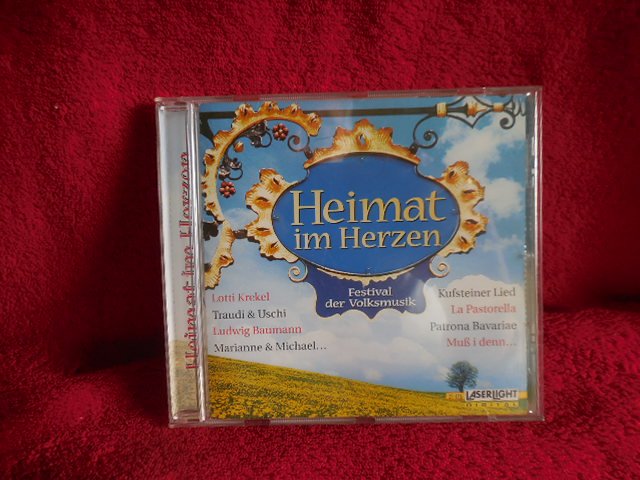 Heimat im Herzen
Heimat
im Herzen
Festival
der Volksmusik
Lotti Krekel
Traudi & Uschi
Ludwig Baumann
Marianne & Michael...
Kufsteiner Lied
La Pastorella
Patrona Bavariae
Muß i denn...
LASERLIGHT
DIGITAL